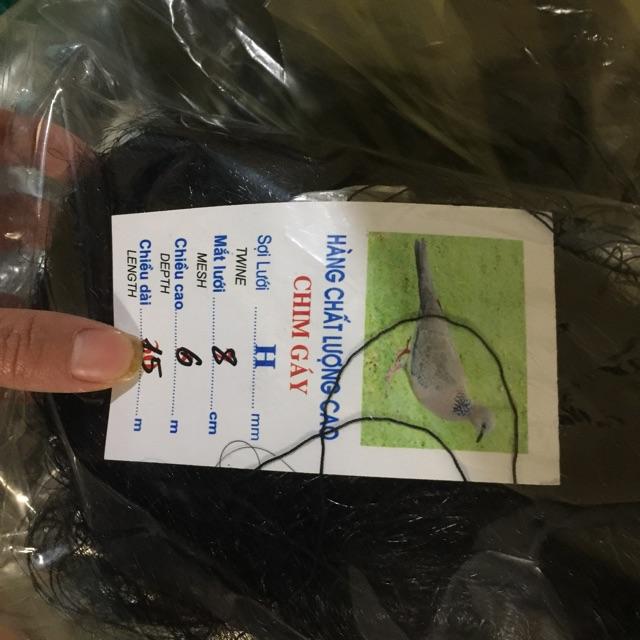 HÀNG CHẤT LƯỢNG CAO
CHIM GÁY
Sợi Lưới ............ H ............ mm
TWINE
Mắt lưới ............ 8 ............ cm
MESH
Chiều cao ............ 6 ............ m
DEPTH
Chiều dài ............ ............ m
LENGTH